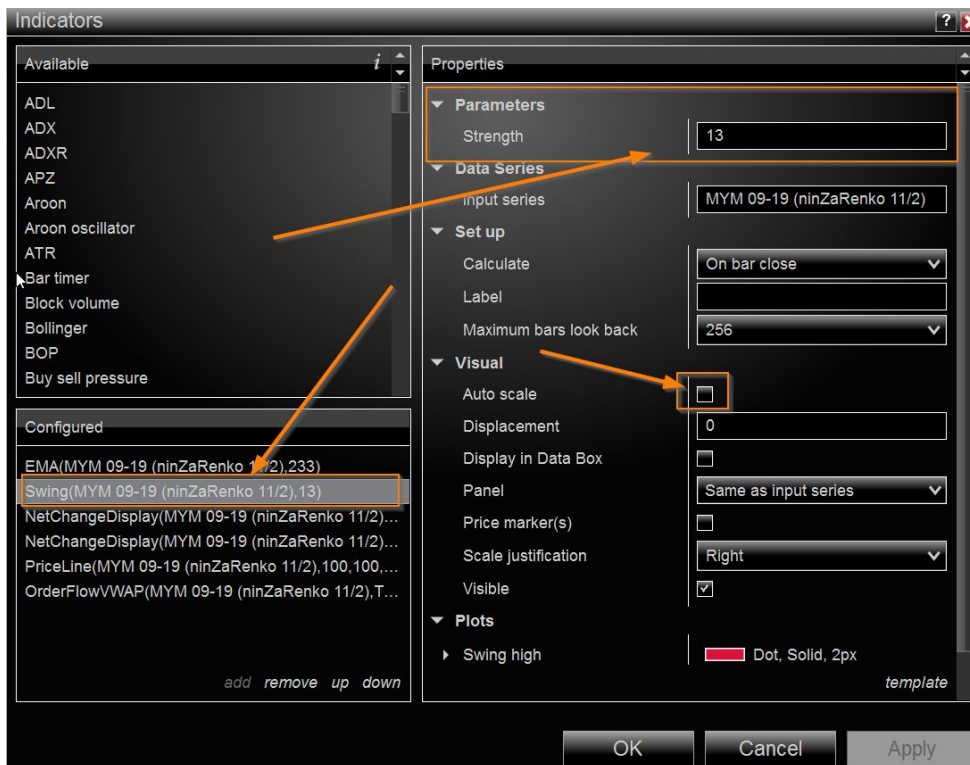 Indicators
?
Available
i
ADL
ADX
ADXR
APZ
Aroon
Aroon oscillator
ATR
Bar timer
Block volume
Bollinger
BOP
Buy sell pressure
Configured
EMA(MYM 09-19 (ninZaRenko 11/2),233)
Swing(MYM 09-19 (ninZaRenko 11/2),13)
NetChangeDisplay(MYM 09-19 (ninZaRenko 11/2)...
NetChangeDisplay(MYM 09-19 (ninZaRenko 11/2)...
PriceLine(MYM 09-19 (ninZaRenko 11/2),100,100,...
OrderFlowVWAP(MYM 09-19 (ninZaRenko 11/2),T...
add remove up down
Properties
Parameters
Strength 13
Data Series
Input series MYM 09-19 (ninZaRenko 11/2)
Set up
Calculate On bar close
Label
Maximum bars look back 256
Visual
Auto scale
Displacement 0
Display in Data Box
Panel Same as input series
Price marker(s)
Scale justification Right
Visible
Plots
Swing high Dot, Solid, 2px
template
OK Cancel Apply